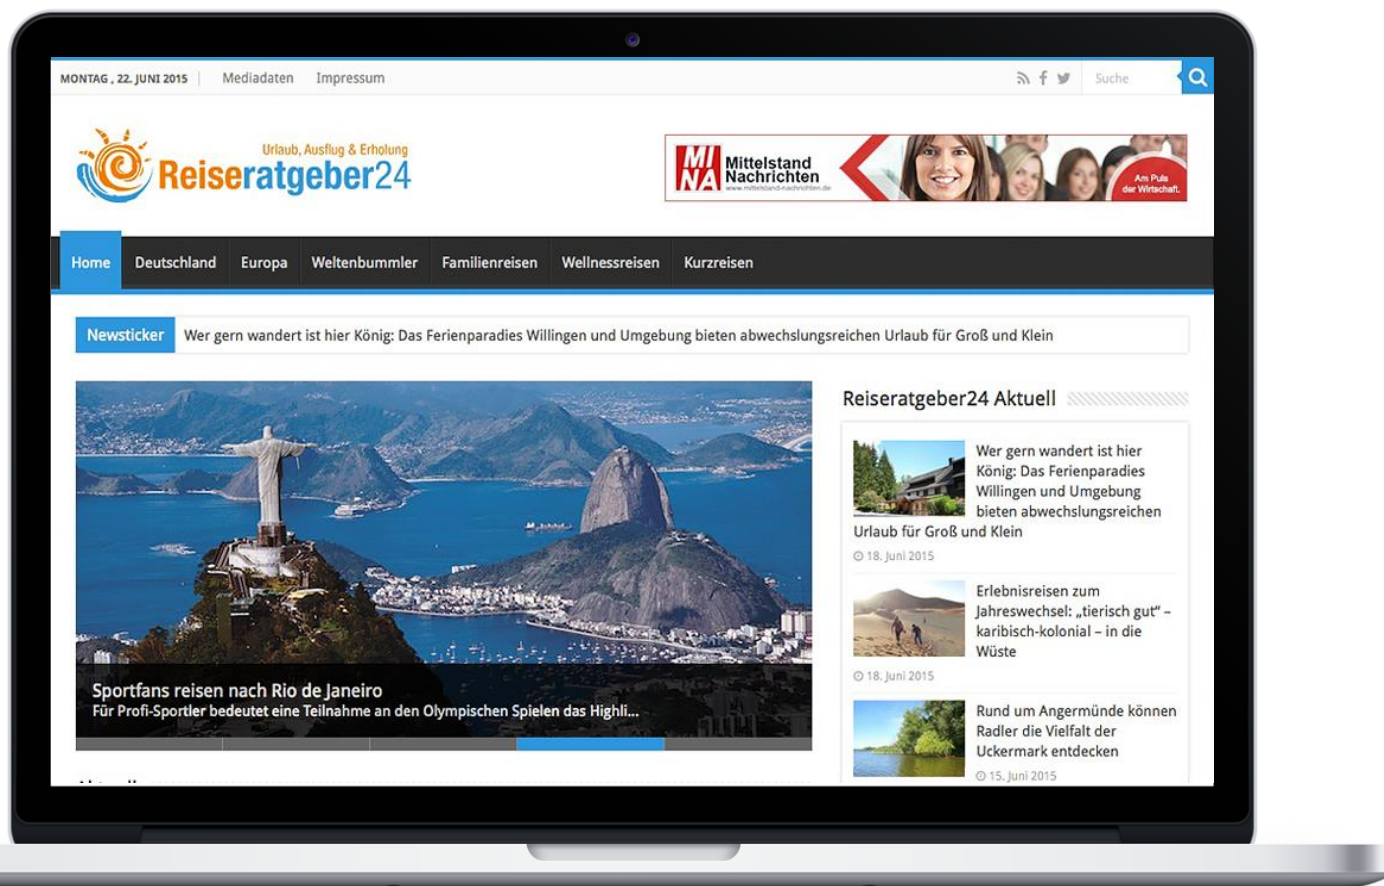 MONTAG , 22. JUNI 2015
Mediadaten
Impressum
Suche
Urlaub, Ausflug & Erholung
Reiseratgeber24
MI
NA
Mittelstand
Nachrichten
www.mittelstand-nachrichten.de
Am Puls
der Wirtschaft.
Home
Deutschland
Europa
Weltenbummler
Familienreisen
Wellnessreisen
Kurzreisen
Newsticker
Wer gern wandert ist hier König: Das Ferienparadies Willingen und Umgebung bieten abwechslungsreichen Urlaub für Groß und Klein
Sportfans reisen nach Rio de Janeiro
Für Profi-Sportler bedeutet eine Teilnahme an den Olympischen Spielen das Highli...
Reiseratgeber24 Aktuell
Wer gern wandert ist hier
König: Das Ferienparadies
Willingen und Umgebung
bieten abwechslungsreichen
Urlaub für Groß und Klein
18. Juni 2015
Erlebnisreisen zum
Jahreswechsel: „tierisch gut“ –
karibisch-kolonial – in die
Wüste
18. Juni 2015
Rund um Angermünde können
Radler die Vielfalt der
Uckermark entdecken
15. Juni 2015